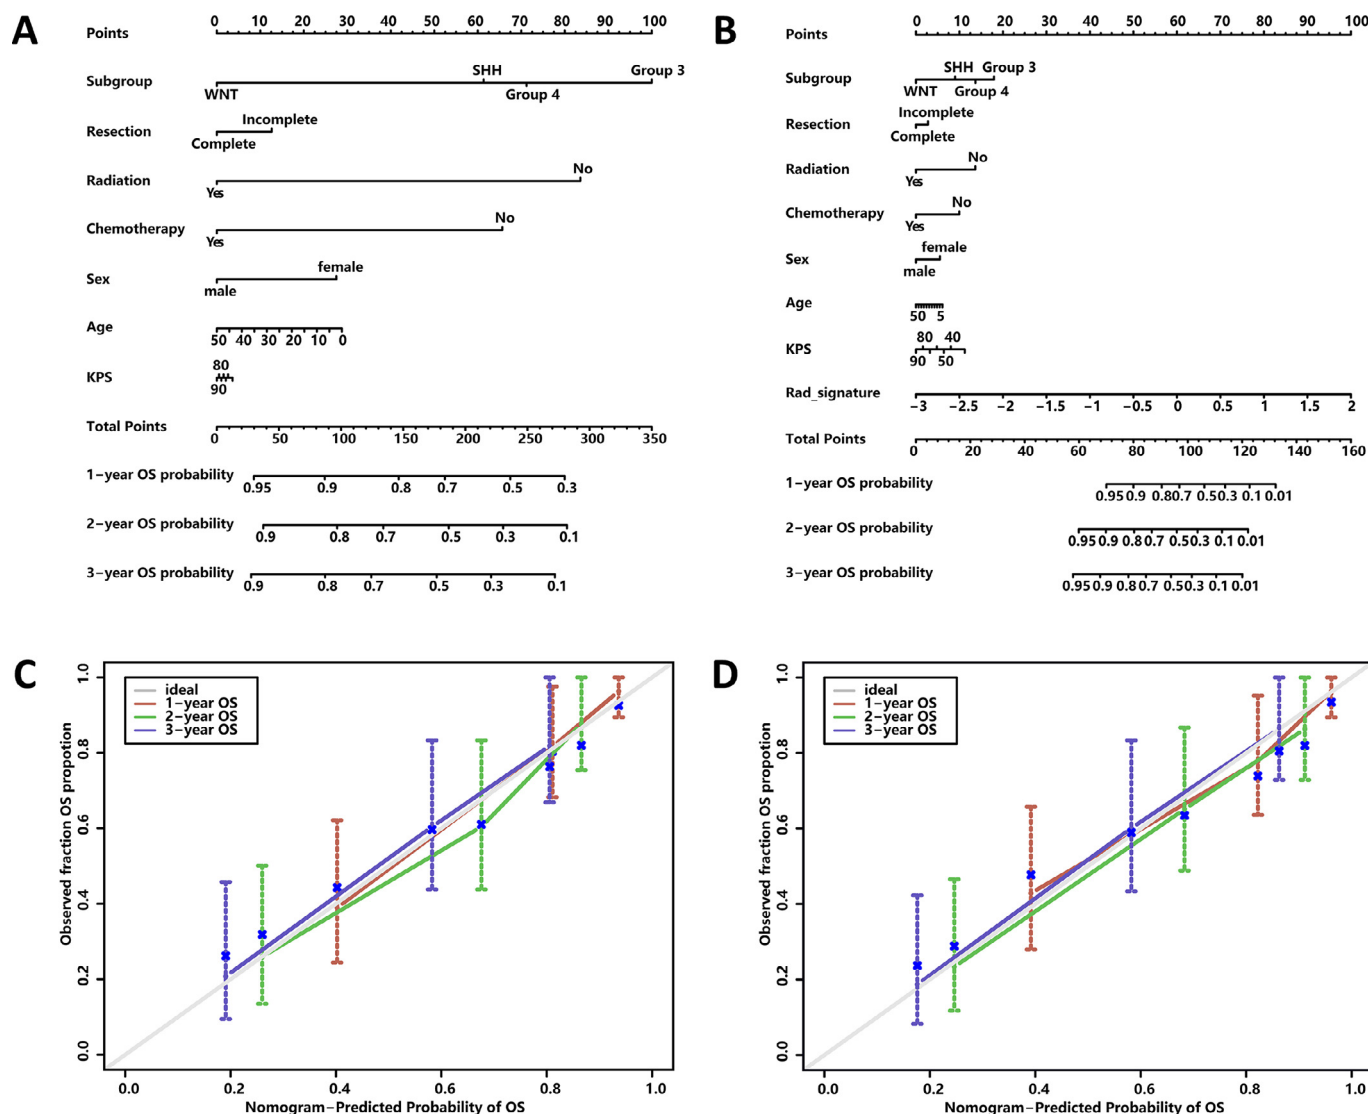 A
Points
0 10 20 30 40 50 60 70 80 90 100
Subgroup
SHH Group 3
WNT Group 4
Resection
Incomplete
Complete
Radiation
No
Yes
Chemotherapy
No
Yes
Sex
female
male
Age
50 40 30 20 10 0
KPS
80
90
Total Points
0 50 100 150 200 250 300 350
1−year OS probability
0.95 0.9 0.8 0.7 0.5 0.3
2−year OS probability
0.9 0.8 0.7 0.5 0.3 0.1
3−year OS probability
0.9 0.8 0.7 0.5 0.3 0.1
B
Points
0 10 20 30 40 50 60 70 80 90 100
Subgroup
SHH Group 3
WNT Group 4
Resection
Incomplete
Complete
Radiation
No
Yes
Chemotherapy
No
Yes
Sex
female
male
Age
50 5
KPS
80 40
90 50
Rad_signature
−3 −2.5 −2 −1.5 −1 −0.5 0 0.5 1 1.5 2
Total Points
0 20 40 60 80 100 120 140 160
1−year OS probability
0.95 0.9 0.8 0.7 0.5 0.3 0.1 0.01
2−year OS probability
0.95 0.9 0.8 0.7 0.5 0.3 0.1 0.01
3−year OS probability
0.95 0.9 0.8 0.7 0.5 0.3 0.1 0.01
C
ideal
1-year OS
2-year OS
3-year OS
Observed fraction OS propotion
0.0 0.2 0.4 0.6 0.8 1.0
0.0 0.2 0.4 0.6 0.8 1.0
Nomogram−Predicted Probability of OS
D
ideal
1-year OS
2-year OS
3-year OS
Observed fraction OS propotion
0.0 0.2 0.4 0.6 0.8 1.0
0.0 0.2 0.4 0.6 0.8 1.0
Nomogram−Predicted Probability of OS